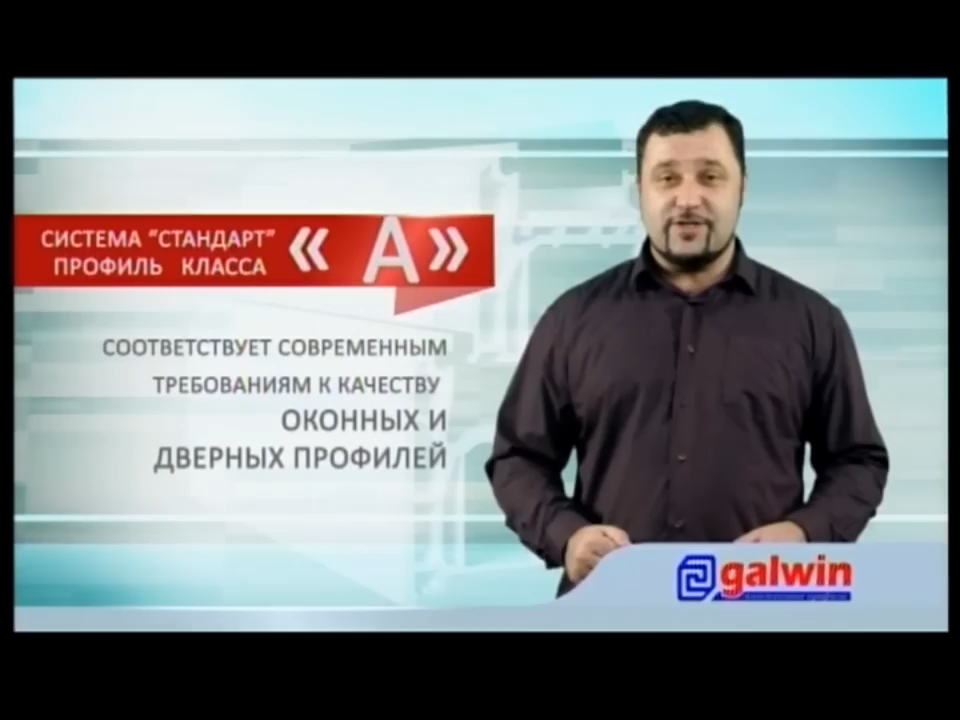 СИСТЕМА “СТАНДАРТ”
ПРОФИЛЬ КЛАССА
« А»
СООТВЕТСТВУЕТ СОВРЕМЕННЫМ
ТРЕБОВАНИЯМ К КАЧЕСТВУ
ОКОННЫХ И
ДВЕРНЫХ ПРОФИЛЕЙ
galwin